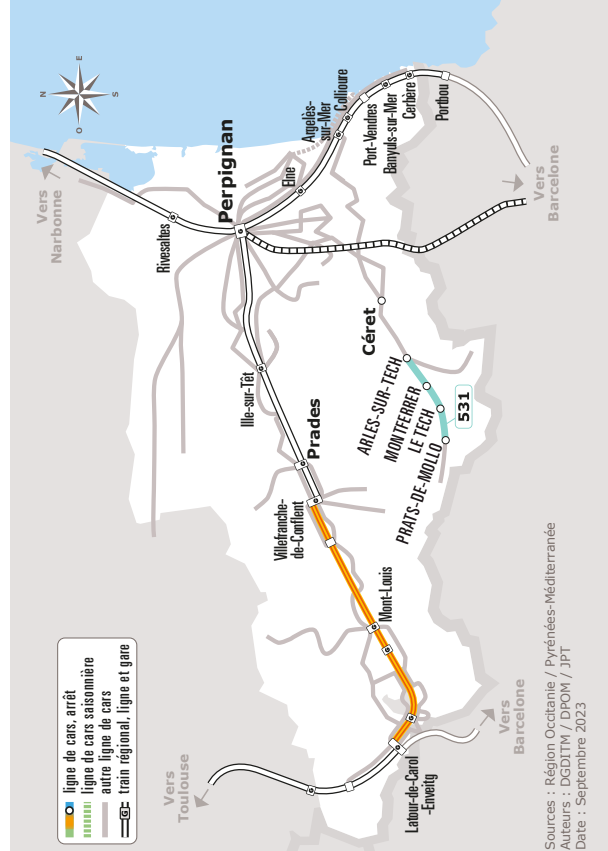 N
E
S
O
Vers
Narbonne
Rivesaltes
Perpignan
Elne
Argelès-
sur-Mer
Collioure
Port-Vendres
Banyuls-sur-Mer
Cerbère
Portbou
Vers
Barcelone
Ille-sur-Têt
Prades
Villefranche-
de-Conflent
Mont-Louis
Latour-de-Carol
-Enveitg
Vers
Toulouse
Vers
Barcelone
Céret
ARLES-SUR-TECH
MONTFERRER
LE TECH
PRATS-DE-MOLLO
531
ligne de cars, arrêt
ligne de cars saisonnière
autre ligne de cars
G train régional, ligne et gare
Sources : Région Occitanie / Pyrénées-Méditerranée
Auteurs : DGDITM / DPOM / JPT
Date : Septembre 2023